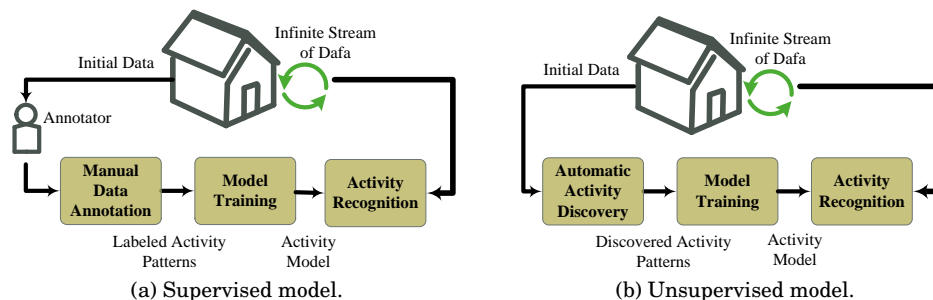 Infinite Stream
of Dafa
Initial Data
Annotator
Manual
Data
Annotation
Model
Training
Activity
Recognition
Labeled Activity
Patterns
Activity
Model
(a) Supervised model.
Infinite Stream
of Dafa
Initial Data
Automatic
Activity
Discovery
Model
Training
Activity
Recognition
Discovered Activity
Patterns
Activity
Model
(b) Unsupervised model.